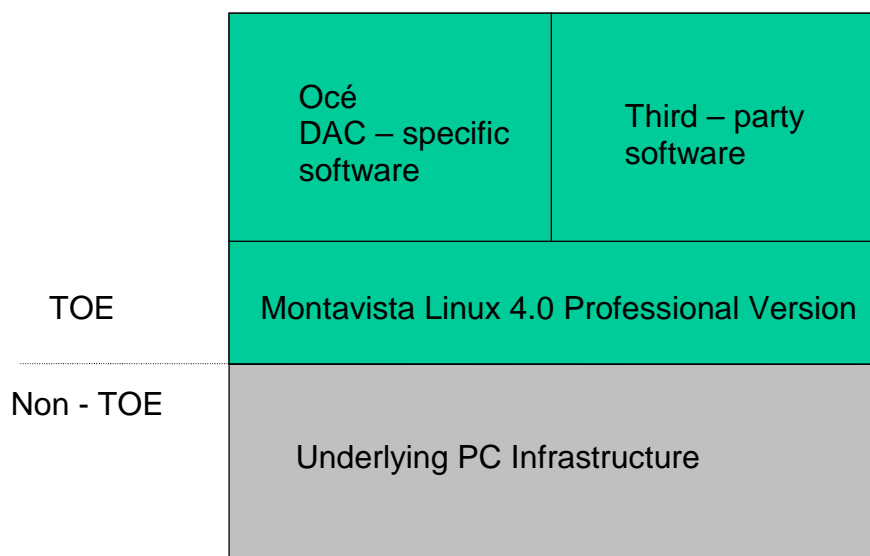 Océ
DAC – specific
software
Third – party
software
TOE
Montavista Linux 4.0 Professional Version
Non - TOE
Underlying PC Infrastructure